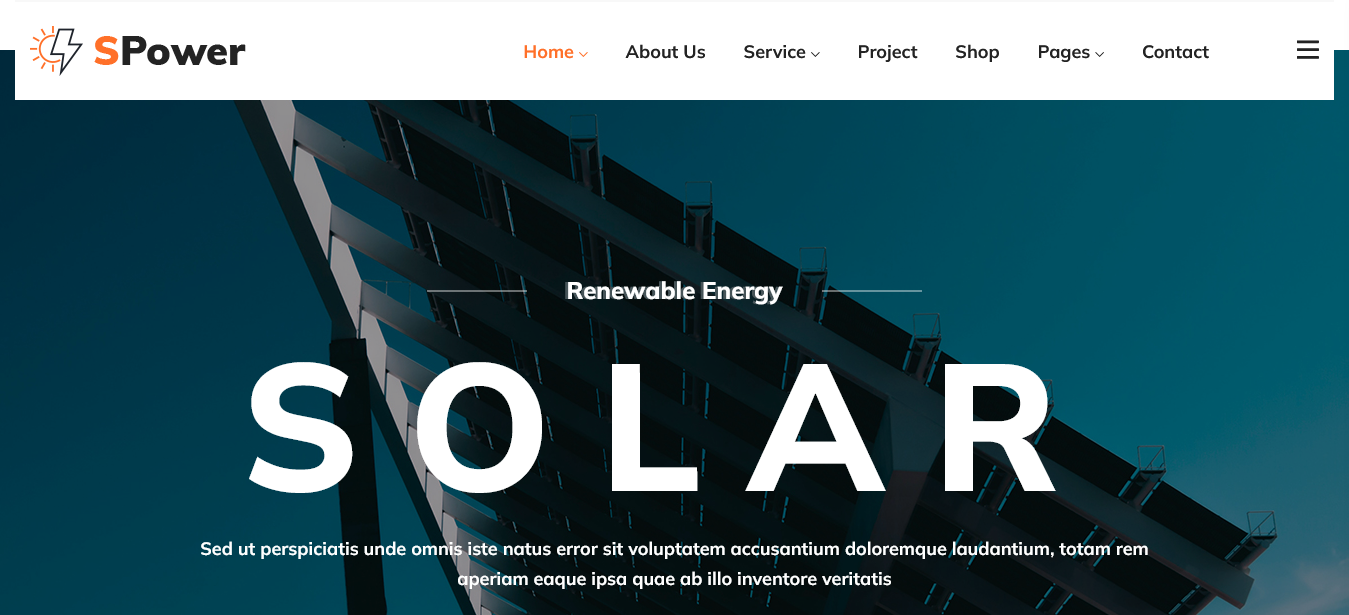 SPower
Home About Us Service Project Shop Pages Contact
Renewable Energy
SOLAR
Sed ut perspiciatis unde omnis iste natus error sit voluptatem accusantium doloremque laudantium, totam rem
aperiam eaque ipsa quae ab illo inventore veritatis